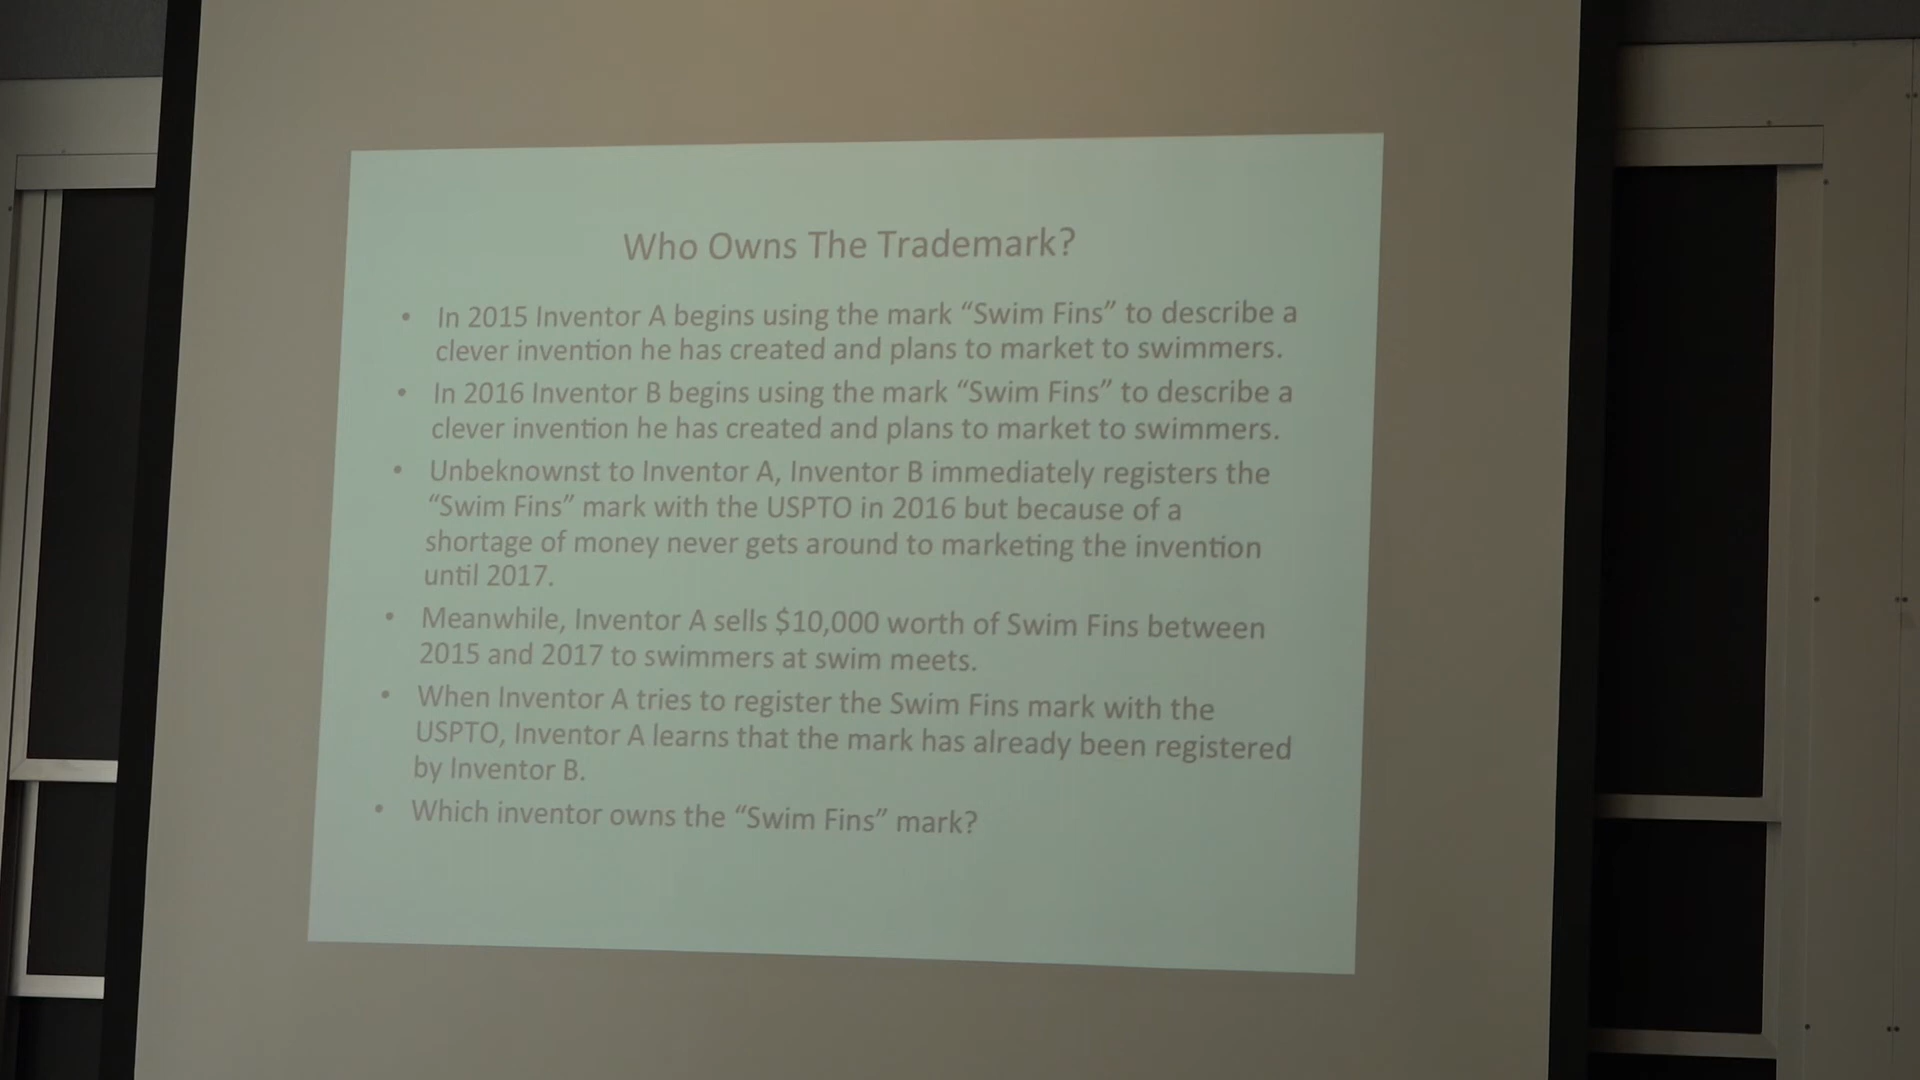 Who Owns The Trademark?
• In 2015 Inventor A begins using the mark “Swim Fins” to describe a
clever invention he has created and plans to market to swimmers.
• In 2016 Inventor B begins using the mark “Swim Fins” to describe a
clever invention he has created and plans to market to swimmers.
• Unbeknownst to Inventor A, Inventor B immediately registers the
“Swim Fins” mark with the USPTO in 2016 but because of a
shortage of money never gets around to marketing the invention
until 2017.
• Meanwhile, Inventor A sells $10,000 worth of Swim Fins between
2015 and 2017 to swimmers at swim meets.
• When Inventor A tries to register the Swim Fins mark with the
USPTO, Inventor A learns that the mark has already been registered
by Inventor B.
• Which inventor owns the “Swim Fins” mark?